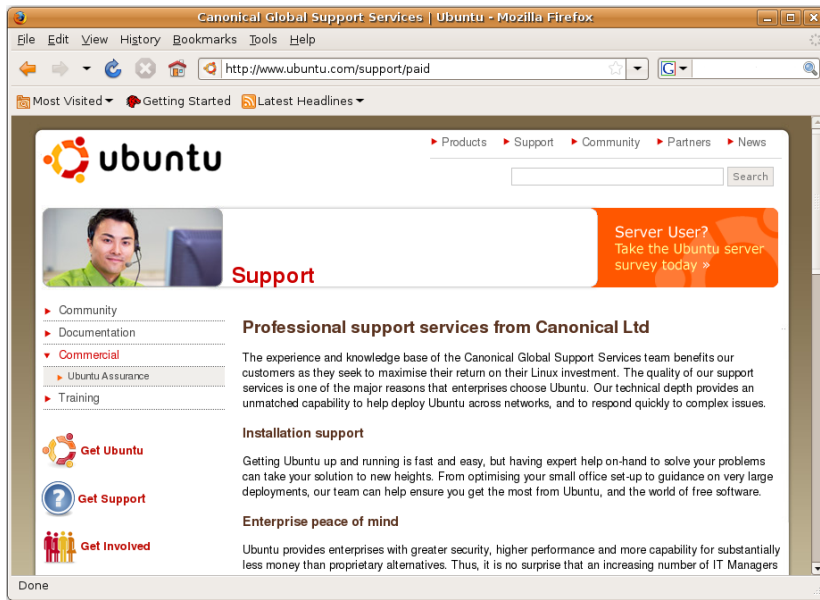 Canonical Global Support Services | Ubuntu - Mozilla Firefox
File Edit View History Bookmarks Tools Help
http://www.ubuntu.com/support/paid
G
Most Visited Getting Started Latest Headlines
ubuntu
Products Support Community Partners News
Search
Support
Server User?
Take the Ubuntu server
survey today »
Community
Documentation
Commercial
Ubuntu Assurance
Training
Get Ubuntu
Get Support
Get Involved
Professional support services from Canonical Ltd
The experience and knowledge base of the Canonical Global Support Services team benefits our
customers as they seek to maximise their return on their Linux investment. The quality of our support
services is one of the major reasons that enterprises choose Ubuntu. Our technical depth provides an
unmatched capability to help deploy Ubuntu across networks, and to respond quickly to complex issues.
Installation support
Getting Ubuntu up and running is fast and easy, but having expert help on-hand to solve your problems
can take your solution to new heights. From optimising your small office set-up to guidance on very large
deployments, our team can help ensure you get the most from Ubuntu, and the world of free software.
Enterprise peace of mind
Ubuntu provides enterprises with greater security, higher performance and more capability for substantially
less money than proprietary alternatives. Thus, it is no surprise that an increasing number of IT Managers
Done